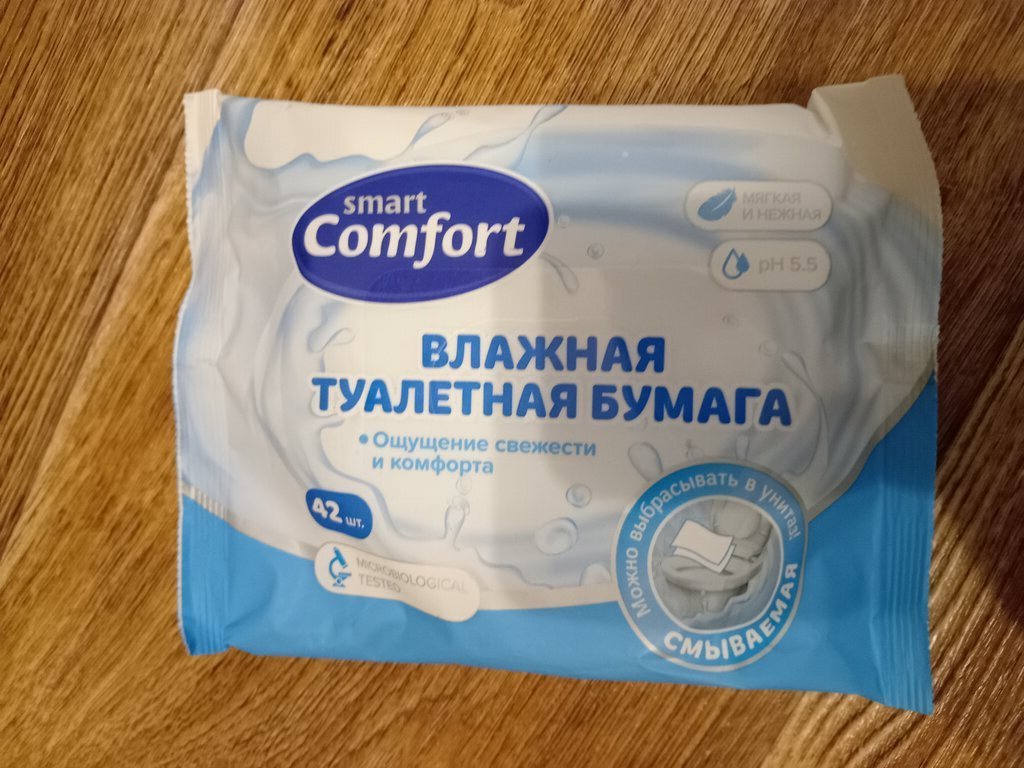 smart
Comfort
МЯГКАЯ
И НЕЖНАЯ
pH 5.5
ВЛАЖНАЯ
ТУАЛЕТНАЯ БУМАГА
• Ощущение свежести
и комфорта
42 шт.
MICROBIOLOGICAL
TESTED
Можно выбрасывать в унитаз!
СМЫВАЕМАЯ